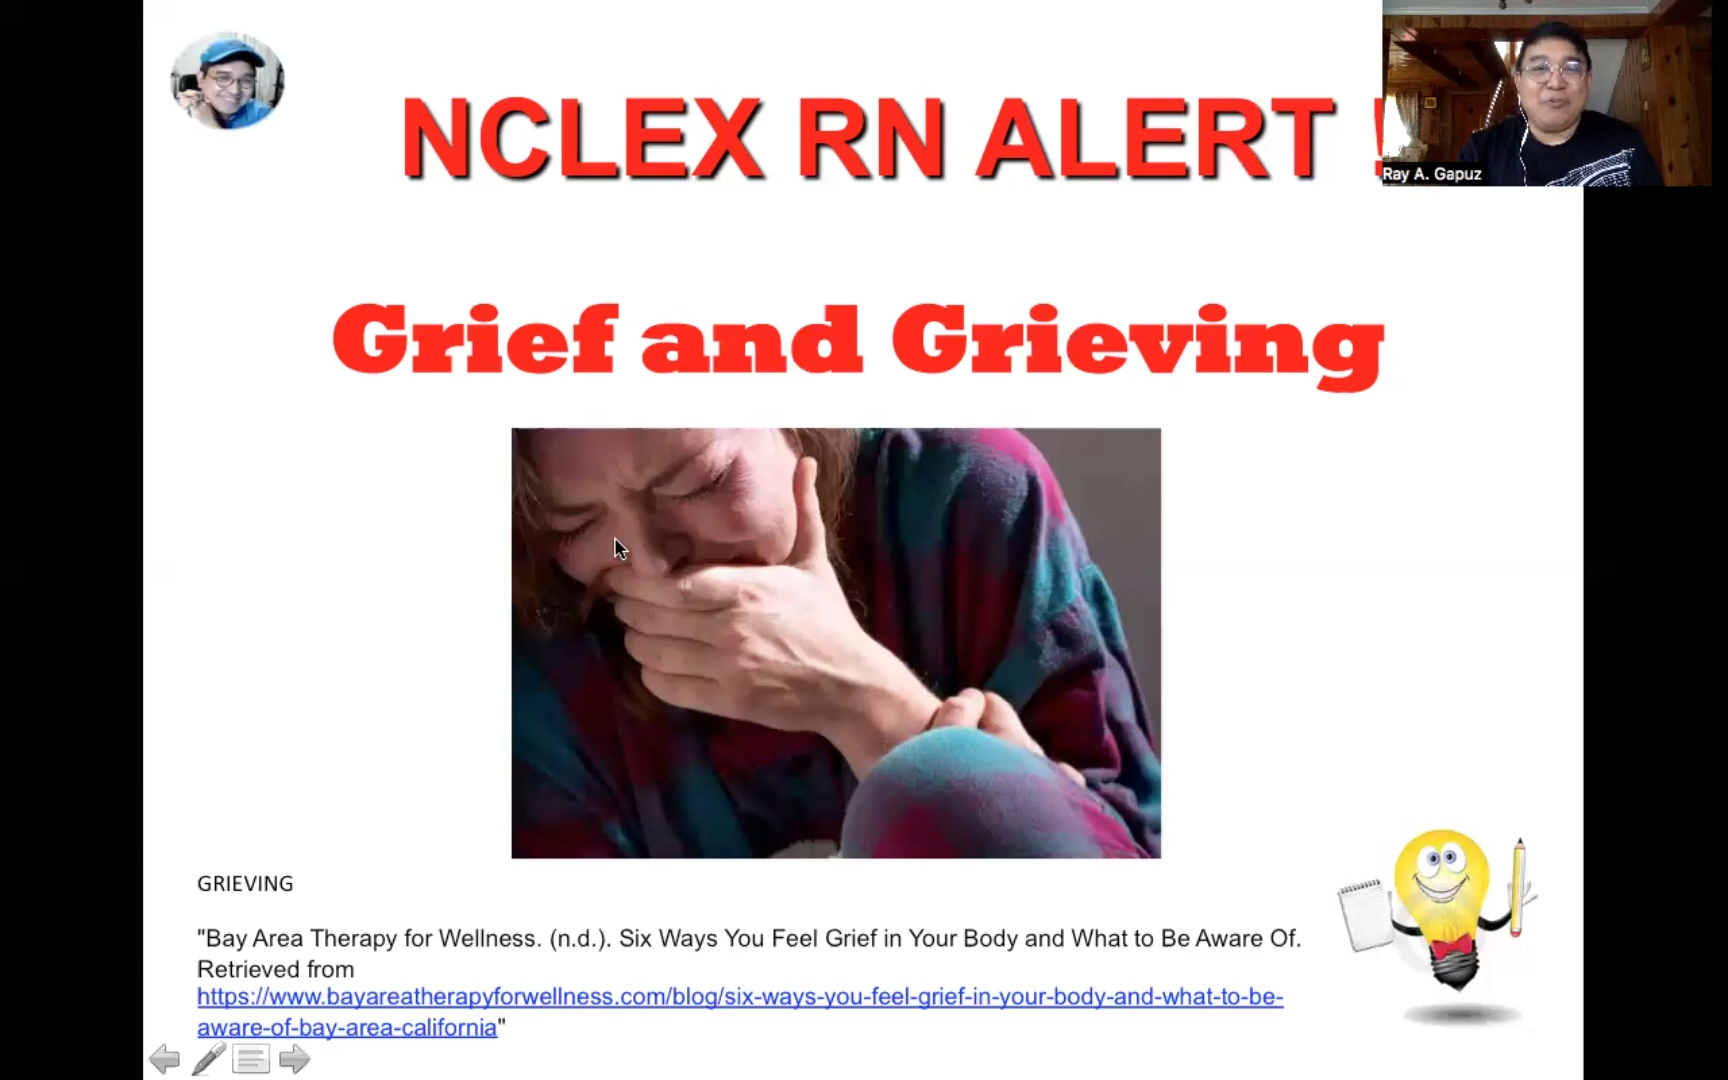 NCLEX RN ALERT !
Ray A. Gapuz
Grief and Grieving
GRIEVING
"Bay Area Therapy for Wellness. (n.d.). Six Ways You Feel Grief in Your Body and What to Be Aware Of.
Retrieved from
https://www.bayareatherapyforwellness.com/blog/six-ways-you-feel-grief-in-your-body-and-what-to-be-
aware-of-bay-area-california"